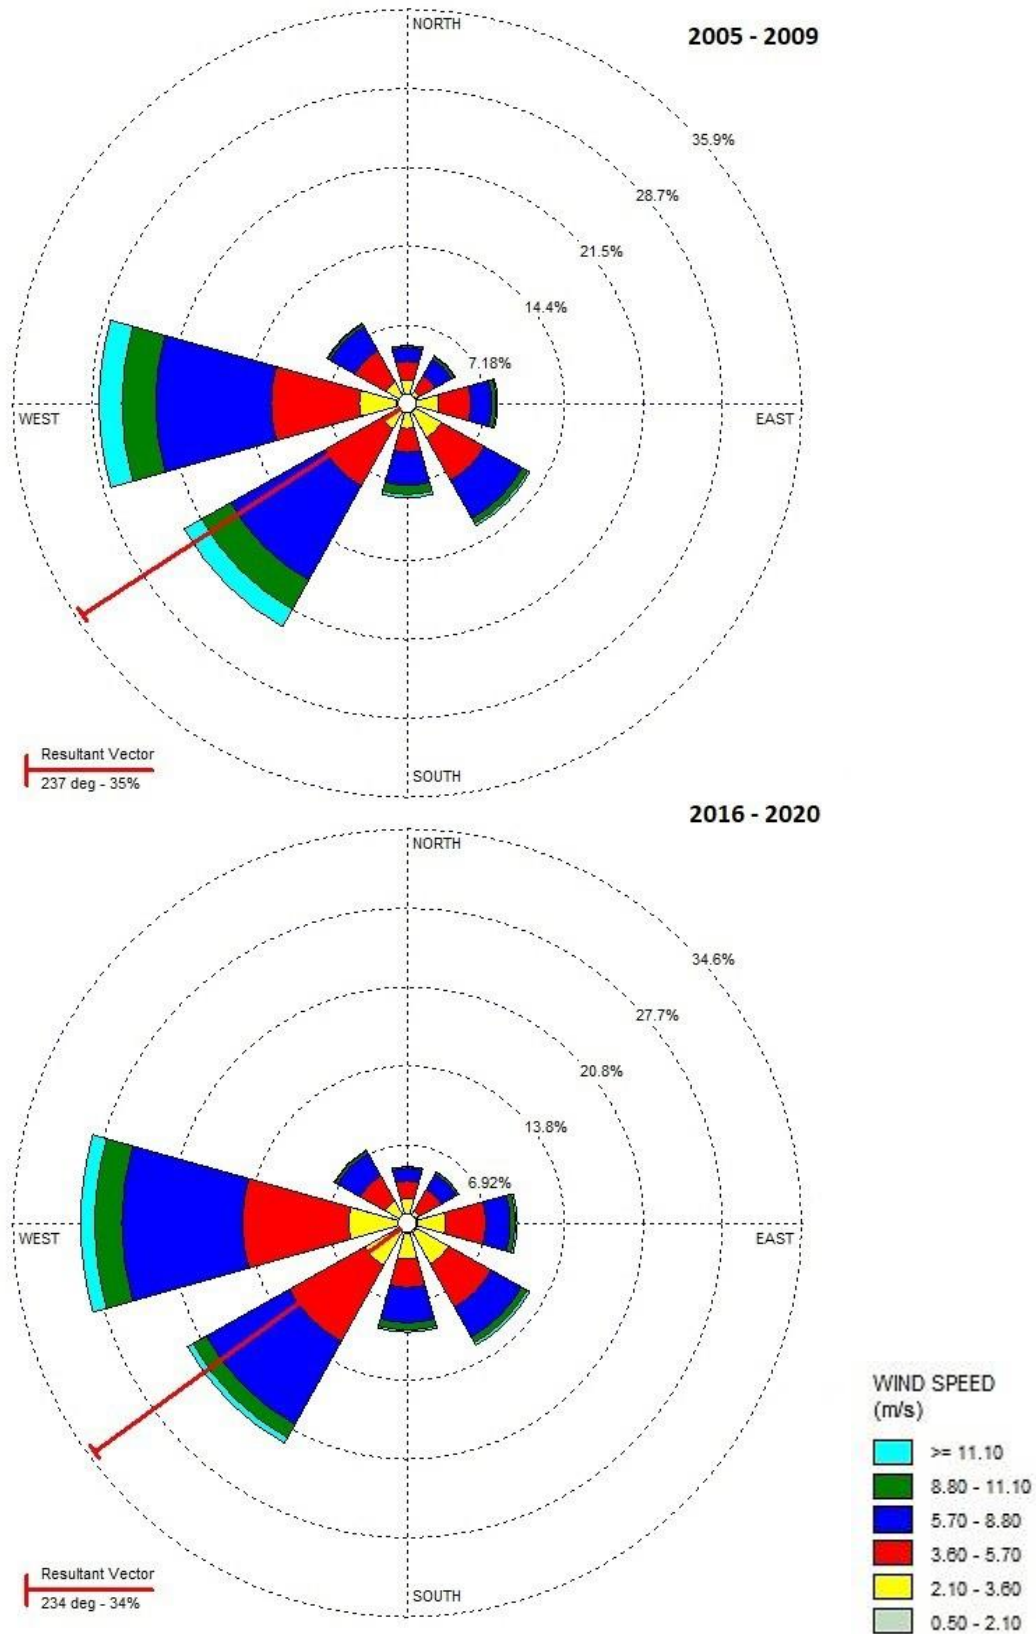 NORTH
2005 - 2009
35.9%
28.7%
21.5%
14.4%
7.18%
WEST
EAST
SOUTH
Resultant Vector
237 deg - 35%
2016 - 2020
NORTH
34.6%
27.7%
20.8%
13.8%
6.92%
WEST
EAST
SOUTH
Resultant Vector
234 deg - 34%
WIND SPEED
(m/s)
>= 11.10
8.80 - 11.10
5.70 - 8.80
3.60 - 5.70
2.10 - 3.60
0.50 - 2.10